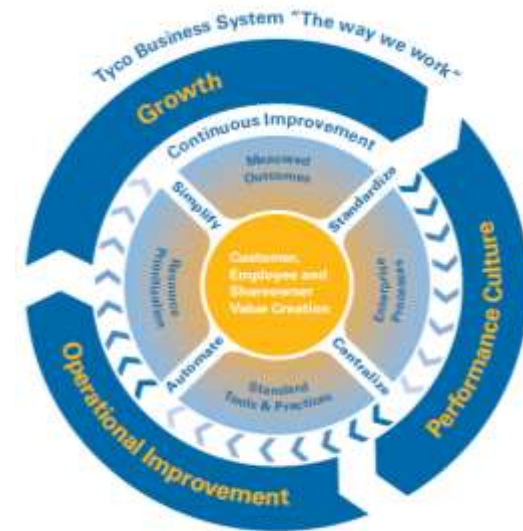 Tyco Business System "The way we work"
Growth
Continuous Improvement
Measured
Outcomes
Simplify
Standardize
Resource
Prioritization
Customer,
Employee and
Shareowner
Value Creation
Enterprise
Processes
Performance Culture
Automate
Centralize
Standard
Tools & Practices
Operational Improvement